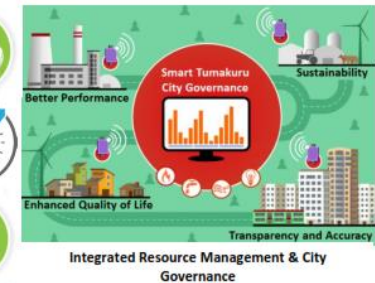 Smart Tumakuru
City Governance
Sustainability
Better Performance
Enhanced Quality of Life
Transparency and Accuracy
Integrated Resource Management & City
Governance